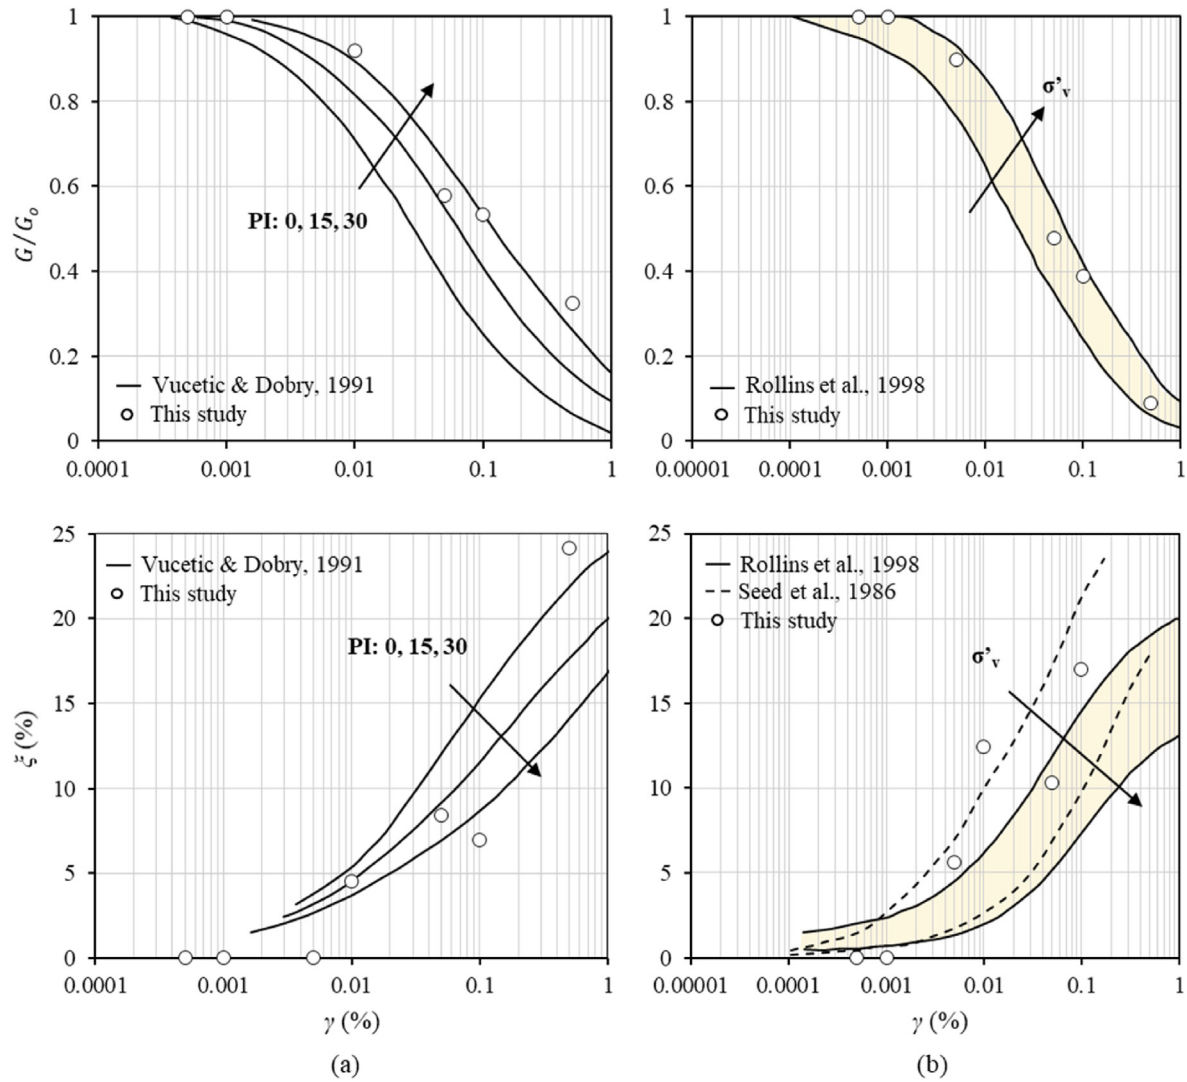 1
0.8
0.6
0.4
0.2
0
G/Gₒ
PI: 0, 15, 30
Vucetic & Dobry, 1991
This study
0.0001
0.001
0.01
0.1
1
1
0.8
0.6
0.4
0.2
0
σ'ᵥ
Rollins et al., 1998
This study
0.00001
0.0001
0.001
0.01
0.1
1
25
20
15
10
5
0
ξ (%)
Vucetic & Dobry, 1991
This study
PI: 0, 15, 30
0.0001
0.001
0.01
0.1
1
γ (%)
(a)
25
20
15
10
5
0
Rollins et al., 1998
Seed et al., 1986
This study
σ'ᵥ
0.00001
0.0001
0.001
0.01
0.1
1
γ (%)
(b)